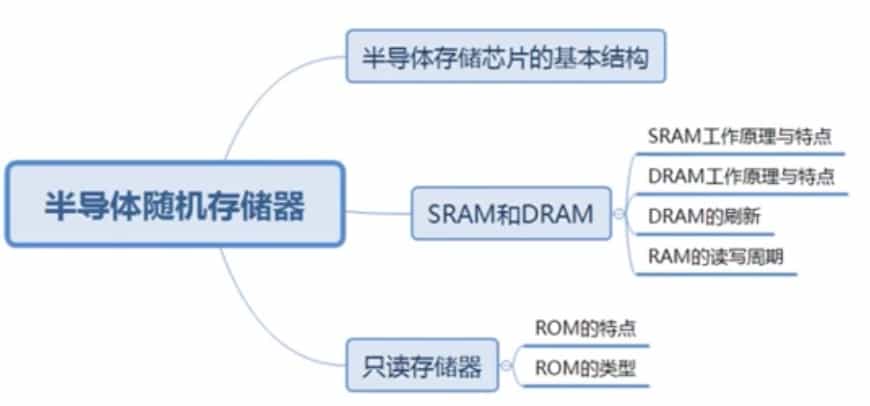 半导体存储芯片的基本结构
半导体随机存储器
SRAM和DRAM
SRAM工作原理与特点
DRAM工作原理与特点
DRAM的刷新
RAM的读写周期
只读存储器
ROM的特点
ROM的类型